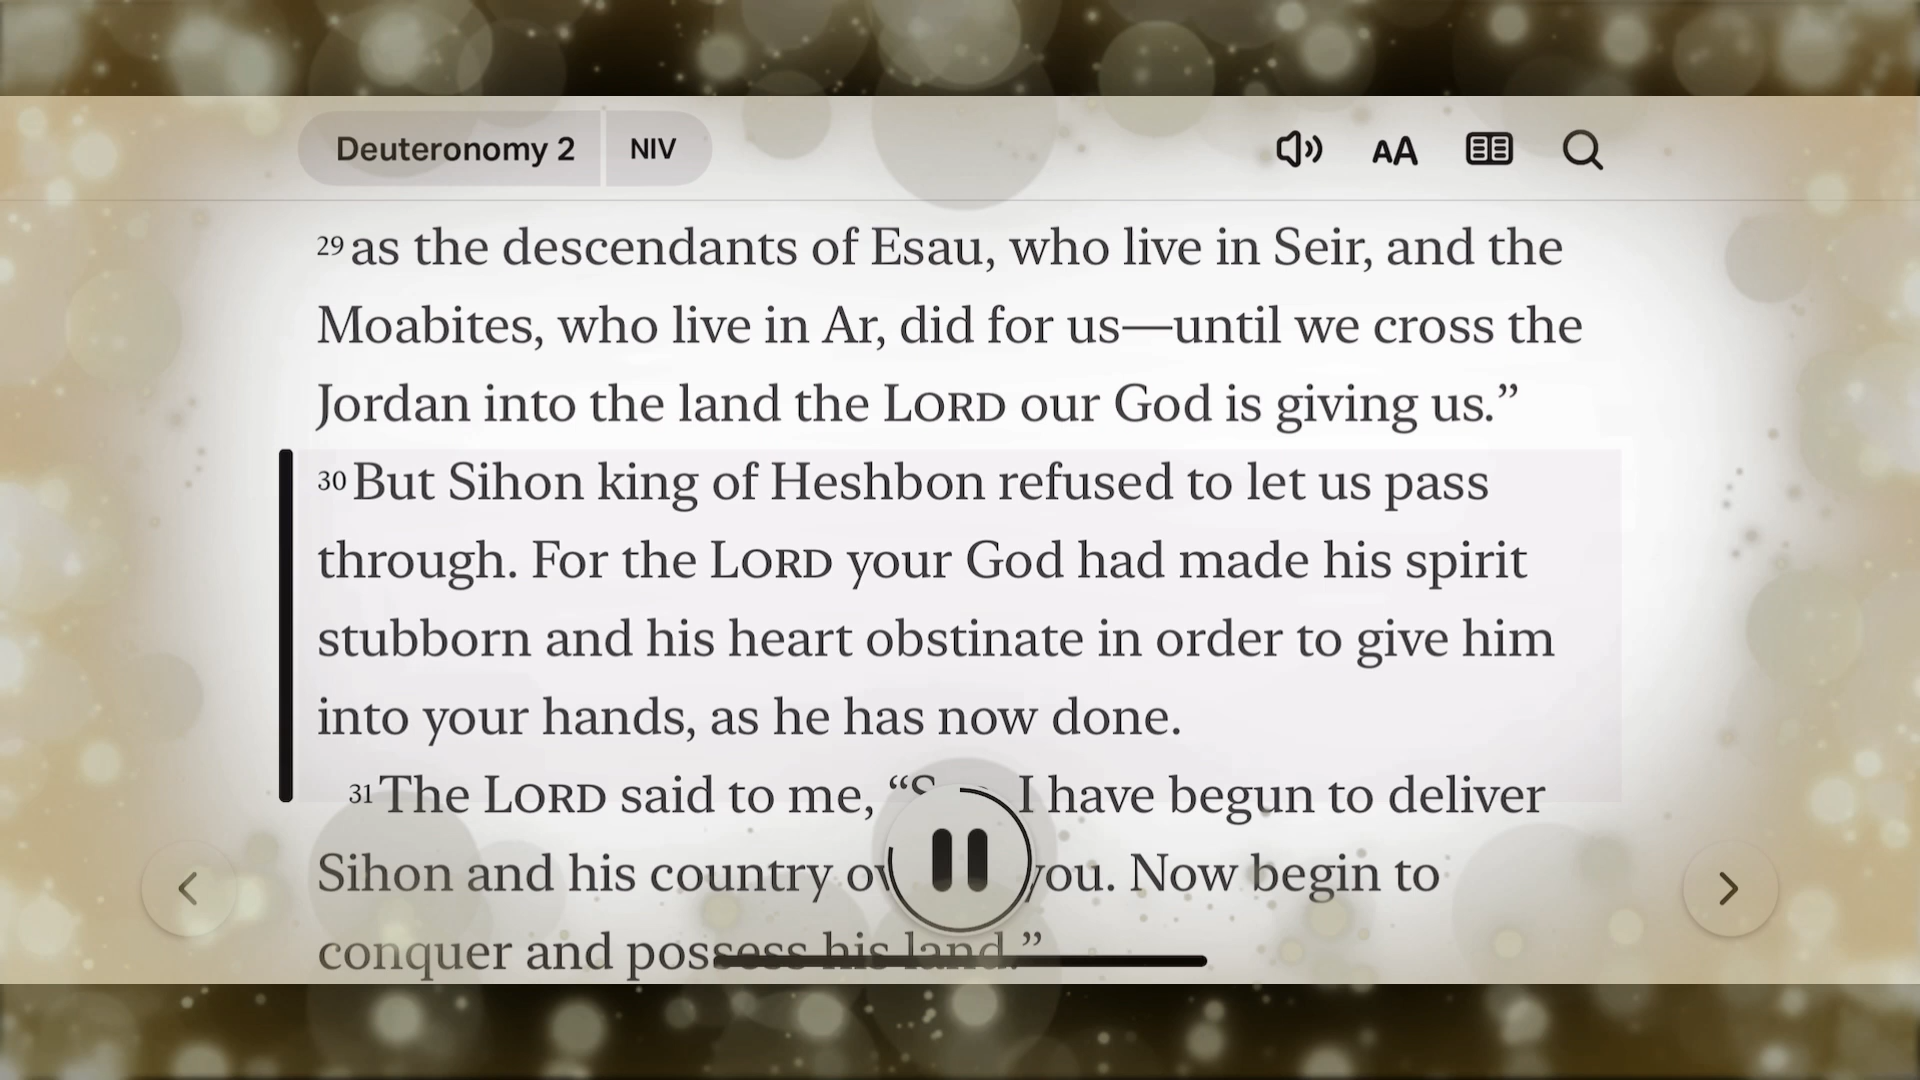 Deuteronomy 2 NIV AA
29 as the descendants of Esau, who live in Seir, and the
Moabites, who live in Ar, did for us—until we cross the
Jordan into the land the LORD our God is giving us.”
30 But Sihon king of Heshbon refused to let us pass
through. For the LORD your God had made his spirit
stubborn and his heart obstinate in order to give him
into your hands, as he has now done.
31 The LORD said to me, “ I have begun to deliver
Sihon and his country you. Now begin to
conquer and possess his land.”